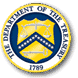 THE DEPARTMENT OF THE TREASURY
1789